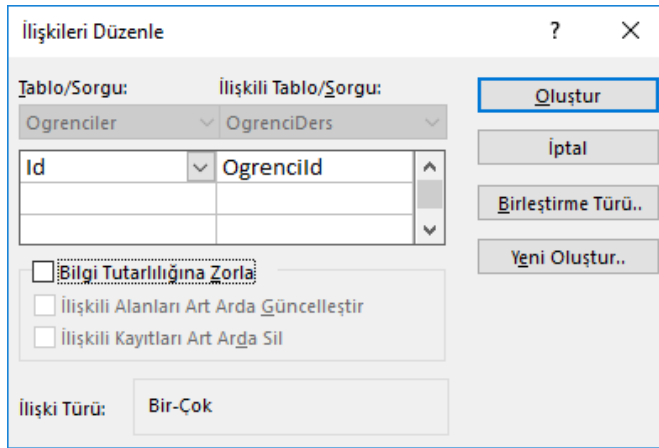 İlişkileri Düzenle ?
Tablo/Sorgu: İlişkili Tablo/Sorgu:
Ogrenciler OgrenciDers
Id OgrenciId
Oluştur
İptal
Birleştirme Türü..
Yeni Oluştur..
Bilgi Tutarlılığına Zorla
İlişkili Alanları Art Arda Güncelleştir
İlişkili Kayıtları Art Arda Sil
İlişki Türü: Bir-Çok